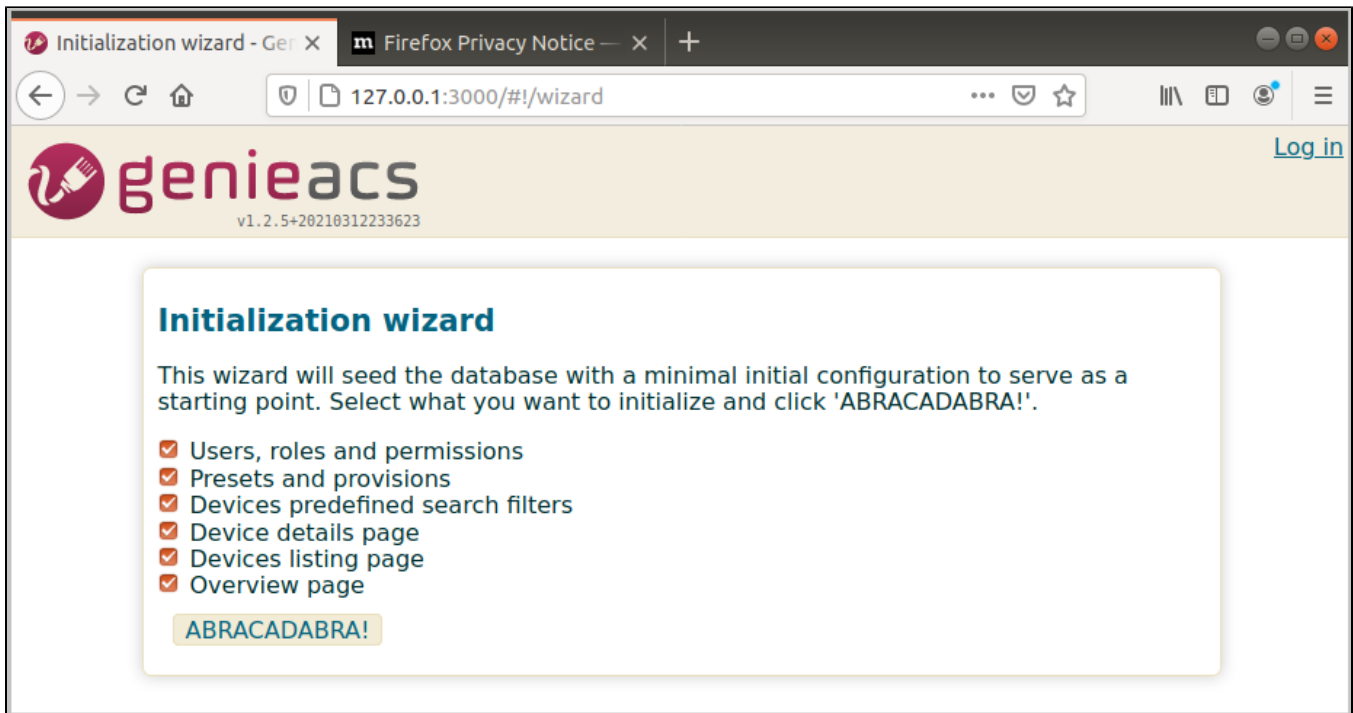 Initialization wizard - Ge
Firefox Privacy Notice —
127.0.0.1:3000/#!/wizard
Log in
genieacs
v1.2.5+20210312233623
Initialization wizard
This wizard will seed the database with a minimal initial configuration to serve as a
starting point. Select what you want to initialize and click 'ABRACADABRA!'.
Users, roles and permissions
Presets and provisions
Devices predefined search filters
Device details page
Devices listing page
Overview page
ABRACADABRA!